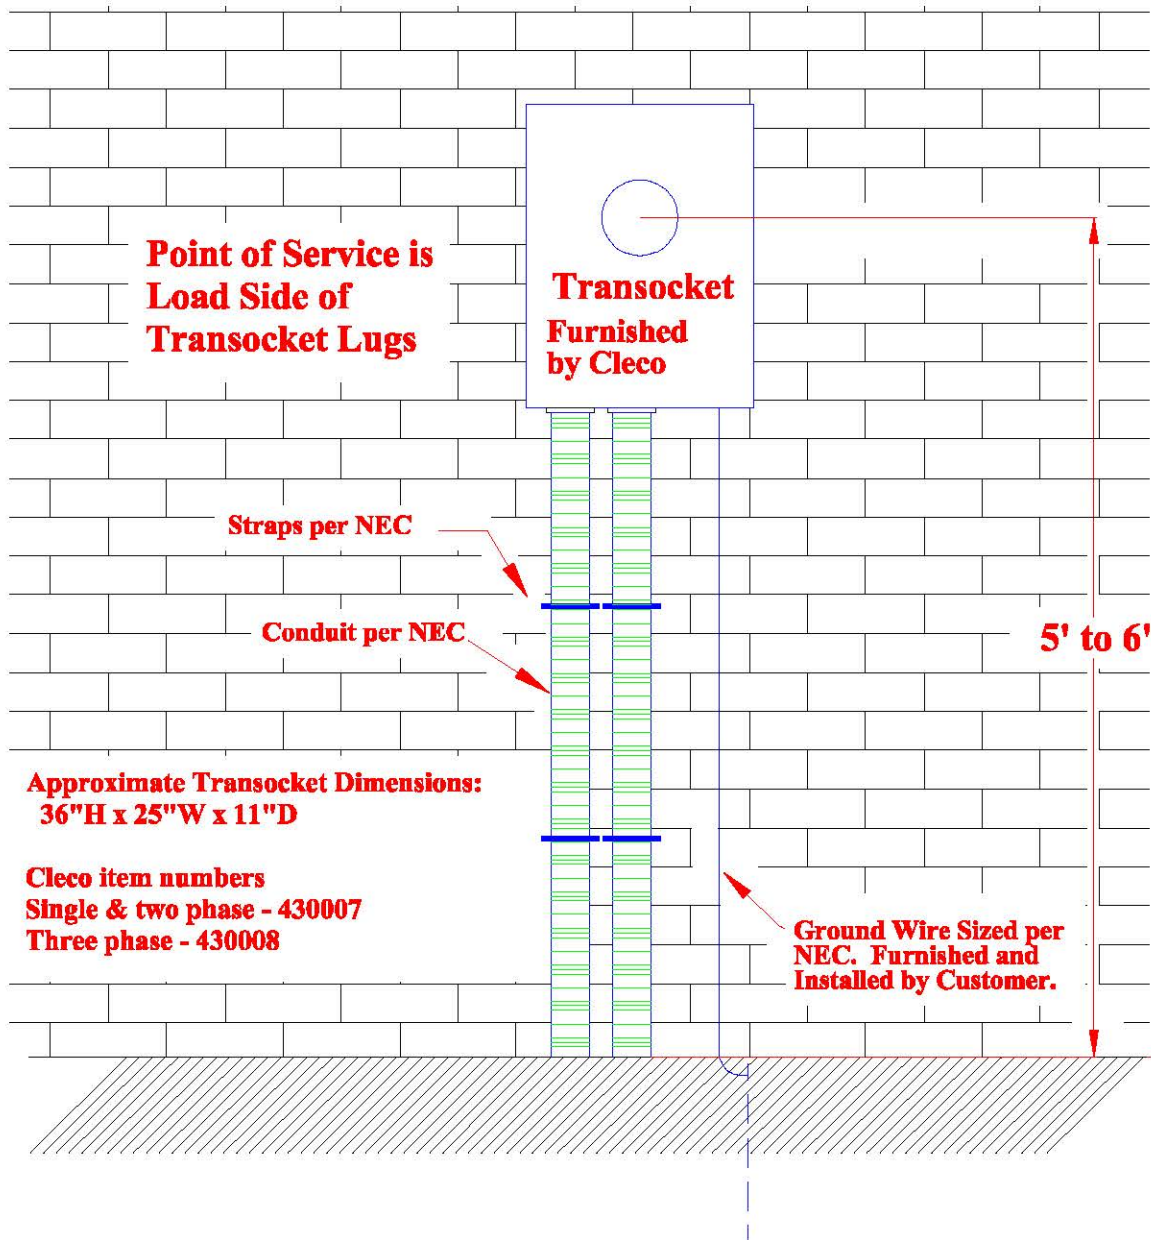 Point of Service is
Load Side of
Transocket Lugs
Transocket
Furnished
by Cleco
Straps per NEC
Conduit per NEC
5' to 6'
Approximate Transocket Dimensions:
36"H x 25"W x 11"D
Cleco item numbers
Single & two phase - 430007
Three phase - 430008
Ground Wire Sized per
NEC. Furnished and
Installed by Customer.